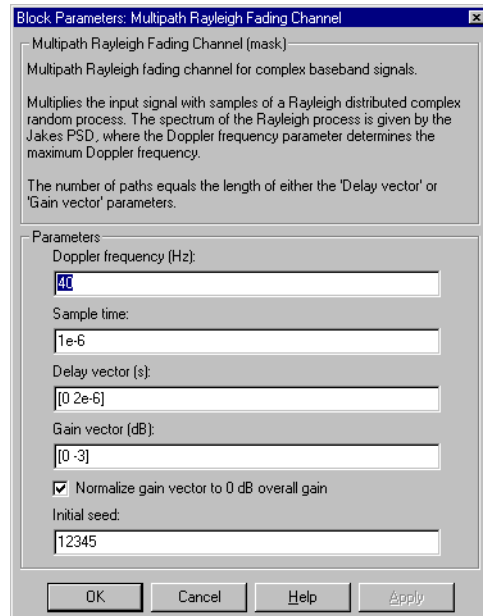 Block Parameters: Multipath Rayleigh Fading Channel
Multipath Rayleigh Fading Channel (mask)
Multipath Rayleigh fading channel for complex baseband signals.
Multiplies the input signal with samples of a Rayleigh distributed complex
random process. The spectrum of the Rayleigh process is given by the
Jakes PSD, where the Doppler frequency parameter determines the
maximum Doppler frequency.
The number of paths equals the length of either the 'Delay vector' or
'Gain vector' parameters.
Parameters
Doppler frequency (Hz):
40
Sample time:
1e-6
Delay vector (s):
[0 2e-6]
Gain vector (dB):
[0 -3]
Normalize gain vector to 0 dB overall gain
Initial seed:
12345
OK Cancel Help Apply